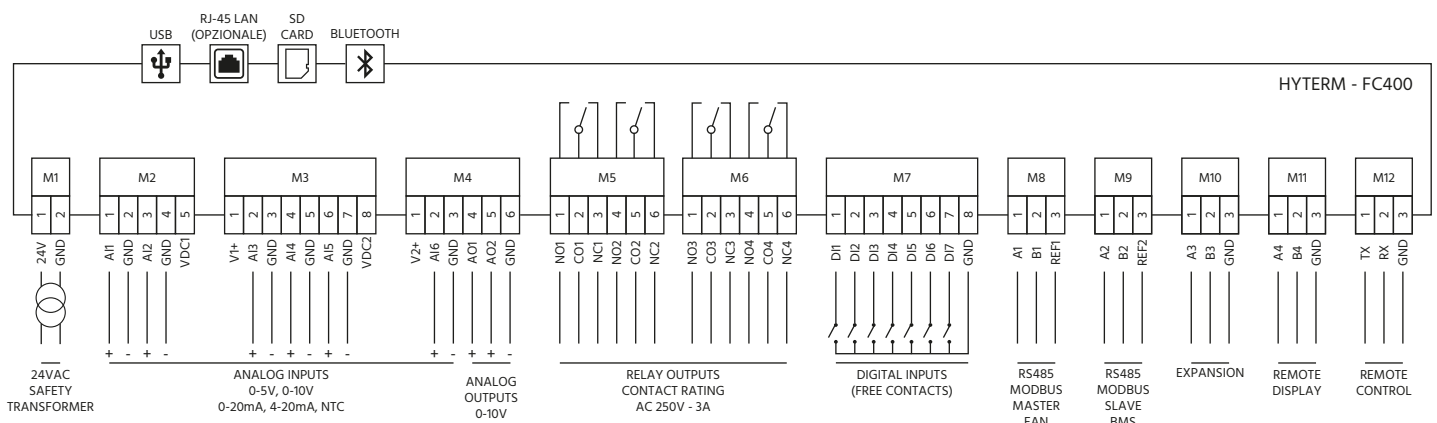 RJ-45 LAN
(OPZIONALE)
SD
CARD
USB
BLUETOOTH
HYTERM - FC400
M1
M2
M3
M4
M5
M6
M7
M8
M9
M10
M11
M12
1 2
1 2 3 4 5
1 2 3 4 5 6 7 8
1 2 3 4 5 6
1 2 3 4 5 6
1 2 3 4 5 6
1 2 3 4 5 6 7 8
1 2 3
1 2 3
1 2 3
1 2 3
1 2 3
24V GND
AI1 GND AI2 GND VDC1
V1+ AI3 GND AI4 GND AI5 GND VDC2
V2+ AI6 GND AO1 AO2 GND
NO1 CO1 NC1 NO2 CO2 NC2
NO3 CO3 NC3 NO4 CO4 NC4
DI1 DI2 DI3 DI4 DI5 DI6 DI7 GND
A1 B1 REF1
A2 B2 REF2
A3 B3 GND
A4 B4 GND
TX RX GND
+ - + -
+ - + - + -
+ - + + -
24VAC
SAFETY
TRANSFORMER
ANALOG INPUTS
0-5V, 0-10V
0-20mA, 4-20mA, NTC
ANALOG
OUTPUTS
0-10V
RELAY OUTPUTS
CONTACT RATING
AC 250V - 3A
DIGITAL INPUTS
(FREE CONTACTS)
RS485
MODBUS
MASTER
FAN
RS485
MODBUS
SLAVE
BMS
EXPANSION
REMOTE
DISPLAY
REMOTE
CONTROL